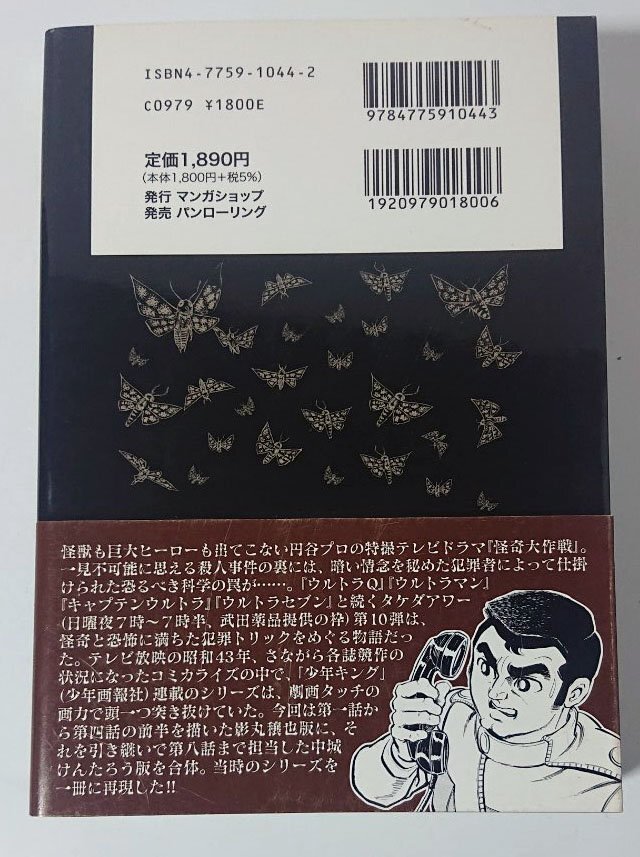 ISBN4-7759-1044-2
C0979 ¥1800E
9784775910443
定価1,890円
(本体1,800円+税5%)
発行 マンガショップ
発売 パンローリング
1920979018006
怪獣も巨大ヒーローも出てこない円谷プロの特撮テレビドラマ『怪奇大作戦』。
一見不可能に思える殺人事件の裏には、暗い情念を秘めた犯罪者によって仕掛
けられた恐るべき科学の罠が……。『ウルトラQ』『ウルトラマン』
『キャプテンウルトラ』『ウルトラセブン』と続くタケダアワー
(日曜夜7時〜7時半、武田薬品提供の枠)第10弾は、
怪奇と恐怖に満ちた犯罪トリックをめぐる物語だっ
た。テレビ放映の昭和43年、さながら各誌競作の
状況になったコミカライズの中で、『少年キング』
(少年画報社)連載のシリーズは、劇画タッチの
画力で頭一つ突き抜けていた。今回は第一話か
ら第四話の前半を描いた影丸穣也版に、そ
れを引き継いで第八話まで担当した中城
けんたろう版を合体。当時のシリーズを
一冊に再現した!!